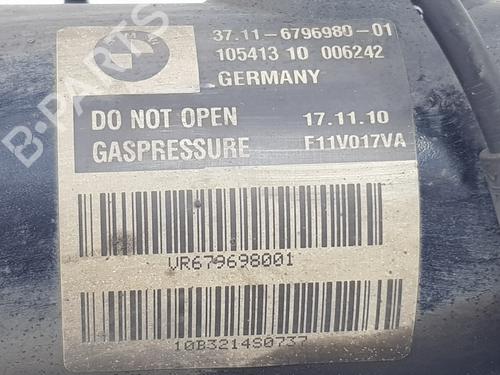 37.11-6796980-01
105413 10 006242
GERMANY
DO NOT OPEN
17.11.10
GASPRESSURE
F11V017VA
VR679698001
10B3214S0737
B-PARTS